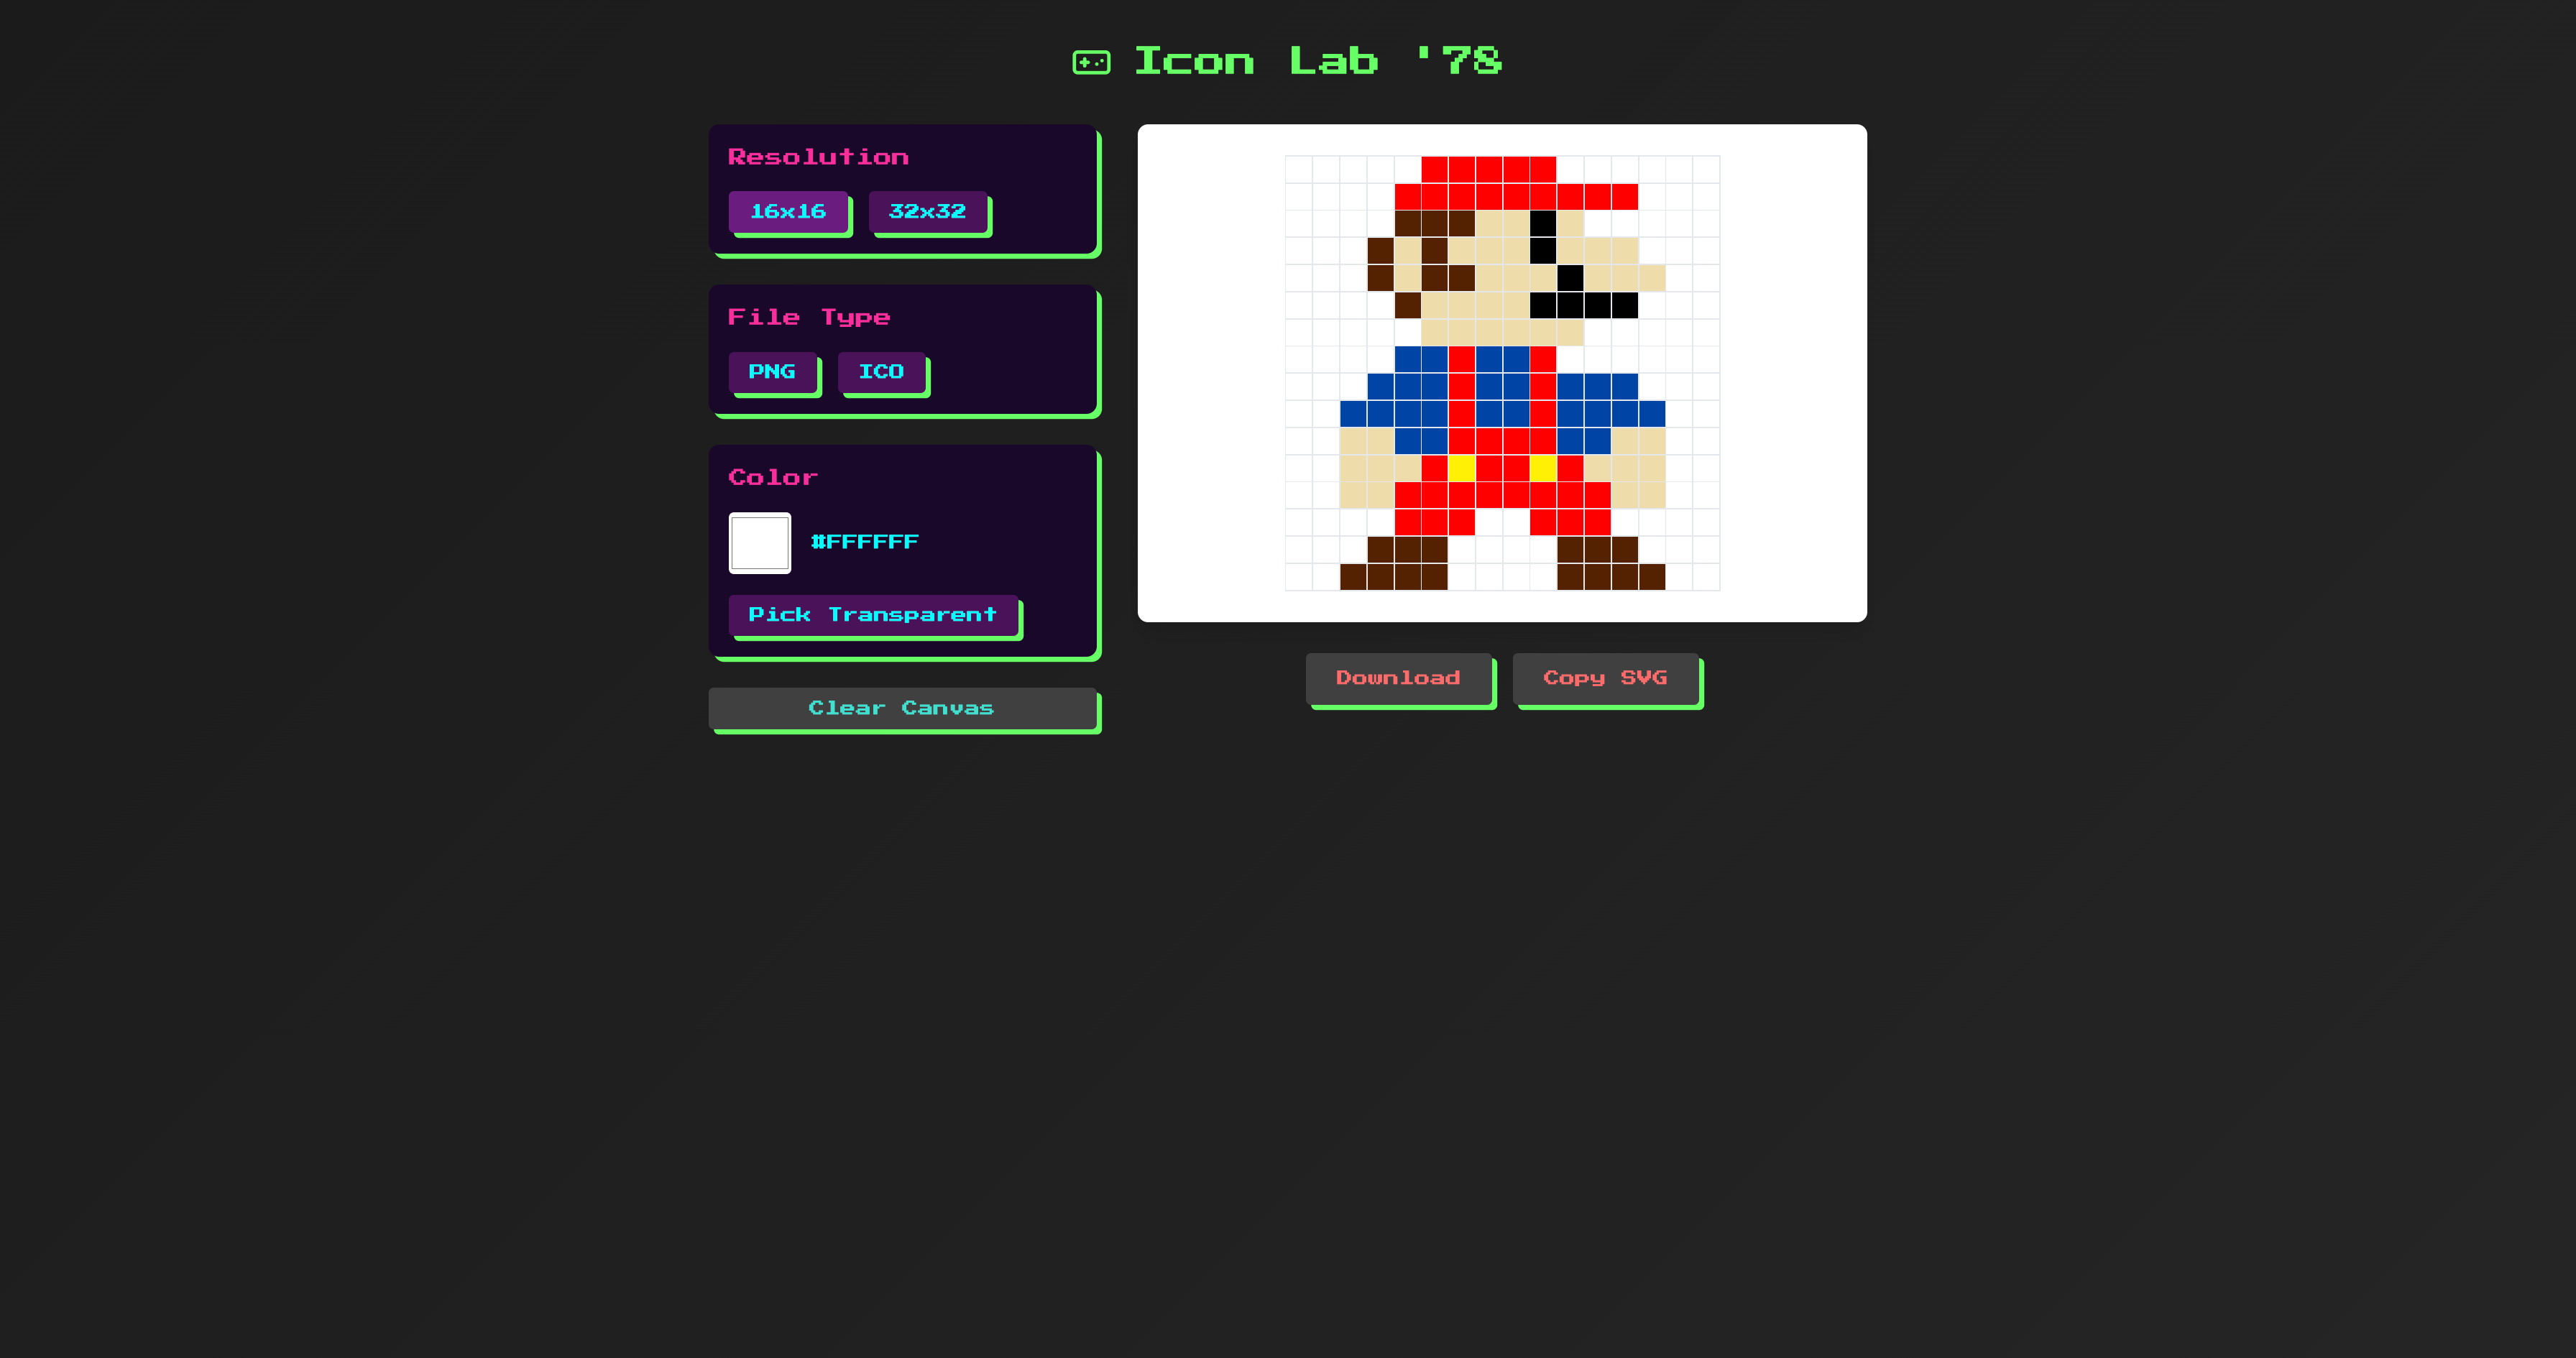 Icon Lab '78
Resolution
16x16 32x32
File Type
PNG ICO
Color
#FFFFFF
Pick Transparent
Clear Canvas
Download Copy SVG